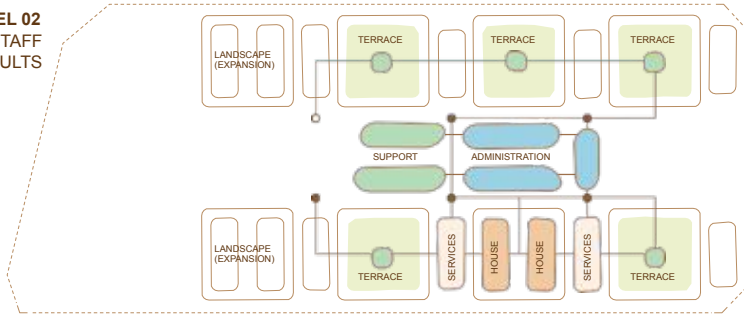 EL 02
TAFF
ULTS
LANDSCAPE
(EXPANSION)
TERRACE
TERRACE
TERRACE
SUPPORT
ADMINISTRATION
LANDSCAPE
(EXPANSION)
TERRACE
SERVICES
HOUSE
HOUSE
SERVICES
TERRACE